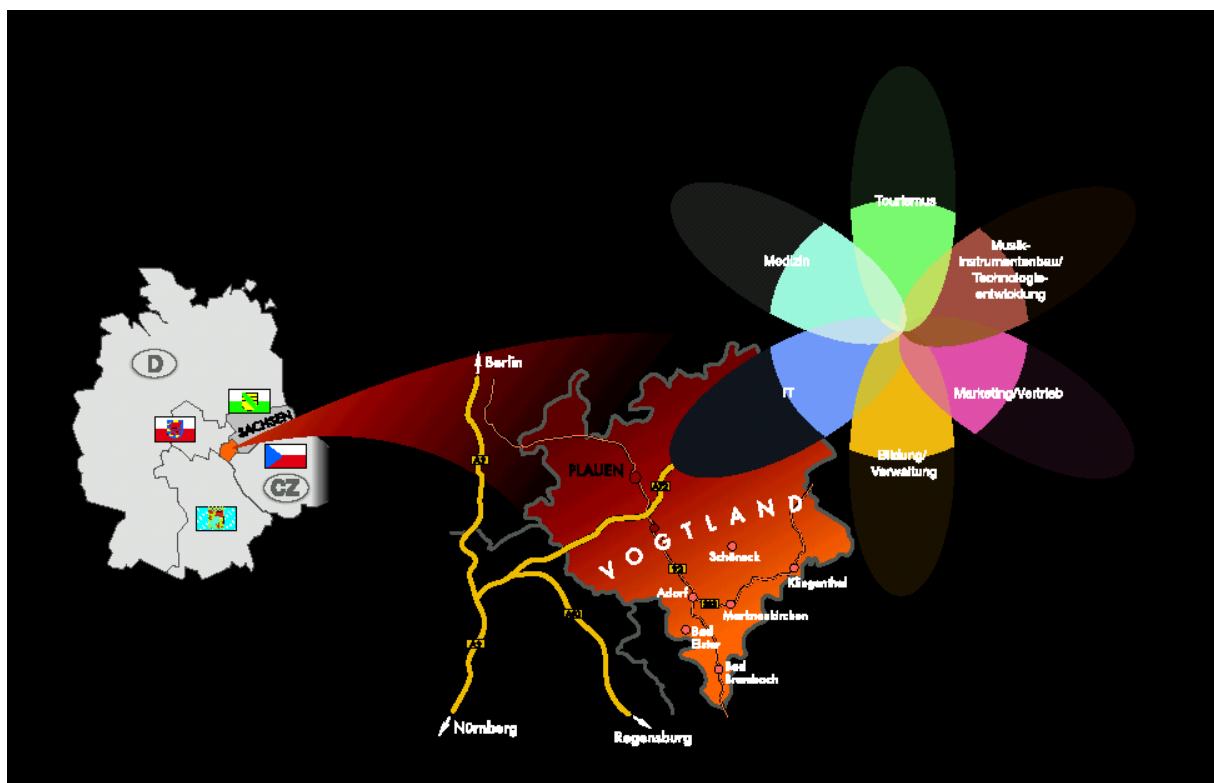 Tourismus
Medizin
Musik-
instrumentenbau/
Technologie-
entwicklung
D
Berlin
IT
Marketing/Vertrieb
SACHSEN
Bildung/
Verwaltung
A9
PLAUEN
CZ
A72
VOGTLAND
Schöneck
Klingenthal
Adorf
Markneukirchen
A93
Bad
Elster
A9
Bad
Brambach
Nürnberg
Regensburg